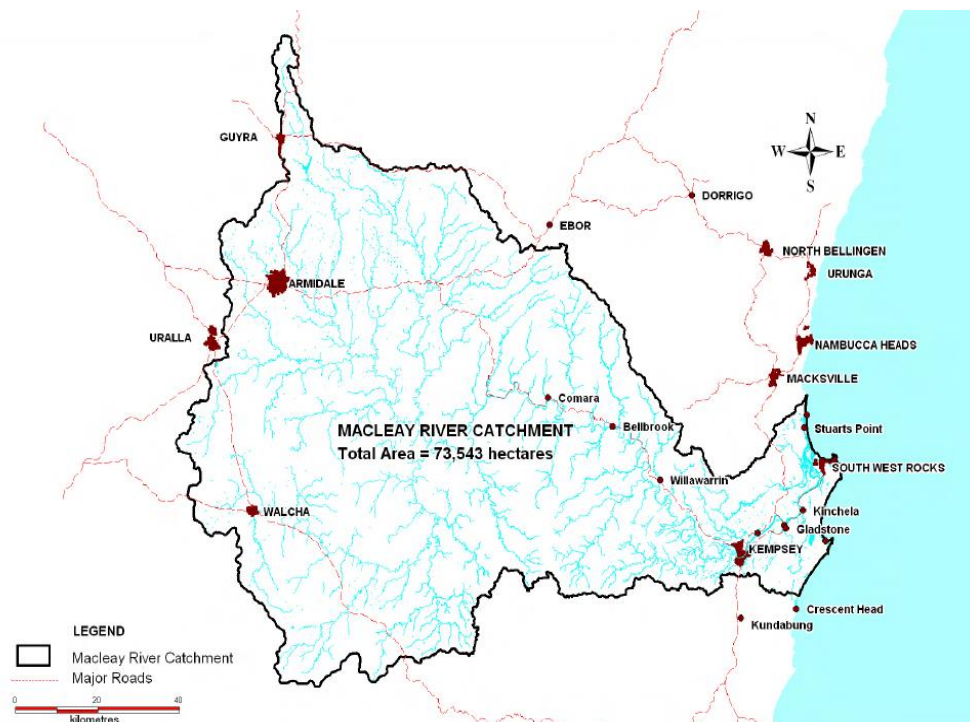 GUYRA
N
W E
S
DORRIGO
EBOR
NORTH BELLINGEN
URUNGA
ARMIDALE
URALLA
NAMBUCCA HEADS
MACKSVILLE
Comara
MACLEAY RIVER CATCHMENT
Total Area = 73,543 hectares
Bellbrook
Stuarts Point
SOUTH WEST ROCKS
Willawarrin
WALCHA
Kinchela
Gladstone
KEMPSEY
Crescent Head
Kundabung
LEGEND
Macleay River Catchment
Major Roads
0 20 40
kilometres